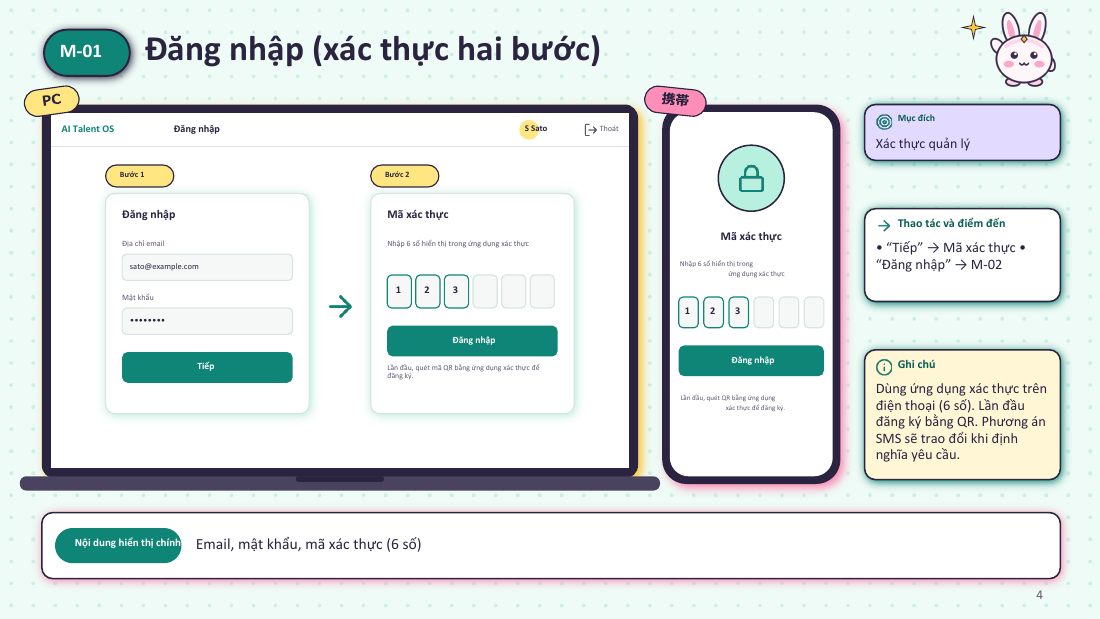 M-01
Đăng nhập (xác thực hai bước)
PC
AI Talent OS
Đăng nhập
S Sato
Thoát
Bước 1
Đăng nhập
Địa chỉ email
sato@example.com
Mật khẩu
••••••••
Tiếp
Bước 2
Mã xác thực
Nhập 6 số hiển thị trong ứng dụng xác thực
1 2 3
Đăng nhập
Lần đầu, quét mã QR bằng ứng dụng xác thực để
đăng ký.
携帯
Mã xác thực
Nhập 6 số hiển thị trong
ứng dụng xác thực
1 2 3
Đăng nhập
Lần đầu, quét QR bằng ứng dụng
xác thực để đăng ký.
Mục đích
Xác thực quản lý
Thao tác và điểm đến
• “Tiếp” → Mã xác thực •
“Đăng nhập” → M-02
Ghi chú
Dùng ứng dụng xác thực trên
điện thoại (6 số). Lần đầu
đăng ký bằng QR. Phương án
SMS sẽ trao đổi khi định
nghĩa yêu cầu.
Nội dung hiển thị chính
Email, mật khẩu, mã xác thực (6 số)
4